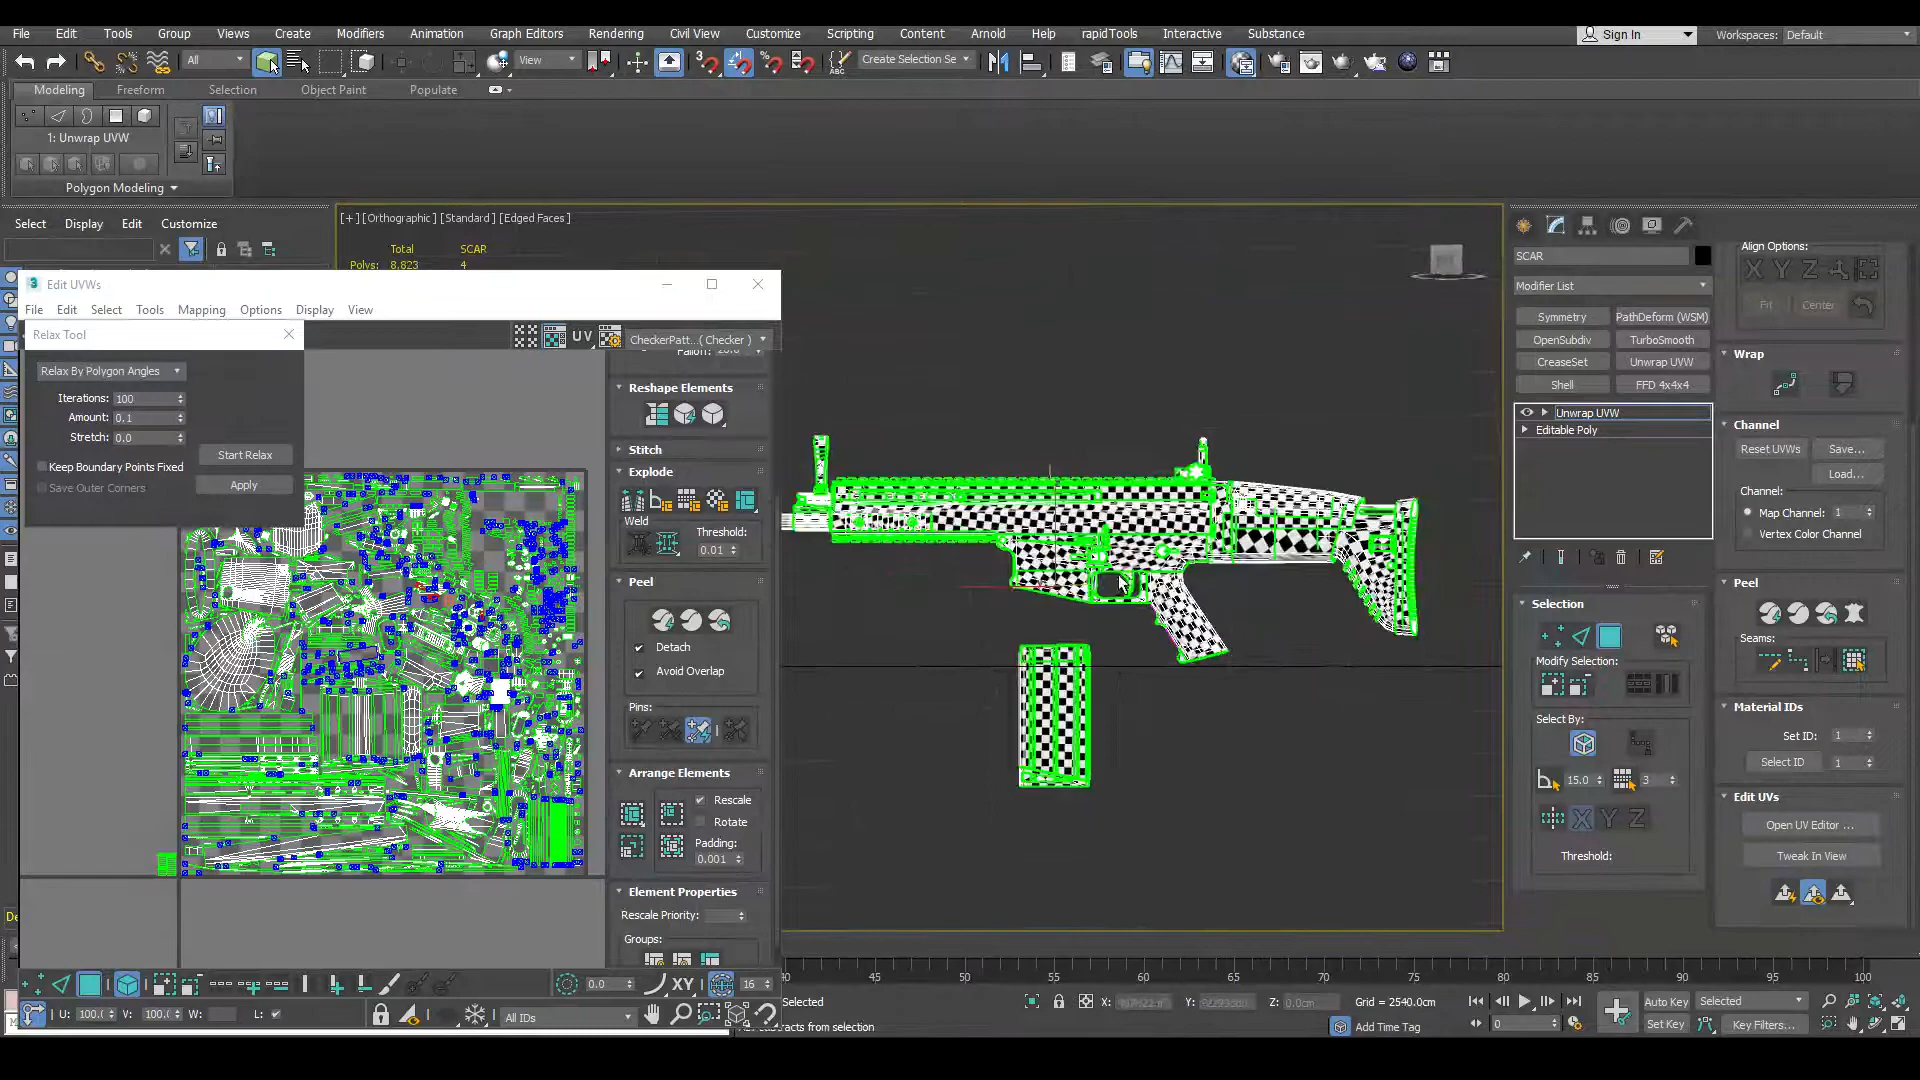 File Edit Tools Group Views Create Modifiers Animation Graph Editors Rendering Civil View Customize Scripting Content Arnold Help rapidTools Interactive Substance Sign In Workspaces: Default
All View Create Selection Se
Modeling Freeform Selection Object Paint Populate
1: Unwrap UVW
Polygon Modeling
Select Display Edit Customize
[+] [Orthographic] [Standard] [Edged Faces]
Total SCAR
Polys: 8,823 4
Edit UVWs
File Edit Select Tools Mapping Options Display View
Relax Tool
UV CheckerPatt...( Checker )
Relax By Polygon Angles
Iterations: 100
Amount: 0.1
Stretch: 0.0
Start Relax
Keep Boundary Points Fixed
Apply
Save Outer Corners
Reshape Elements
Stitch
Explode
Weld Threshold:
0.01
Peel
Detach
Avoid Overlap
Pins:
Arrange Elements
Rescale
Rotate
Padding:
0.001
Element Properties
Rescale Priority:
Groups:
0.0 XY 16
U: 100.( V: 100.( W: L: All IDs
SCAR
Modifier List
Symmetry PathDeform (WSM)
OpenSubdiv TurboSmooth
CreaseSet Unwrap UVW
Shell FFD 4x4x4
Unwrap UVW
Editable Poly
Selection
Modify Selection:
Select By:
15.0 3
X Y Z
Threshold:
Align Options:
X Y Z
Fit Center
Wrap
Channel
Reset UVWs Save...
Load...
Channel:
Map Channel: 1
Vertex Color Channel
Peel
Seams:
Material IDs
Set ID: 1
Select ID 1
Edit UVs
Open UV Editor ...
Tweak In View
40 45 50 55 60 65 70 75 80 85 90 95 100
Selected X: Y: Z: 0.0cm Grid = 2540.0cm Auto Key Selected
from selection Add Time Tag 0 Set Key Key Filters...